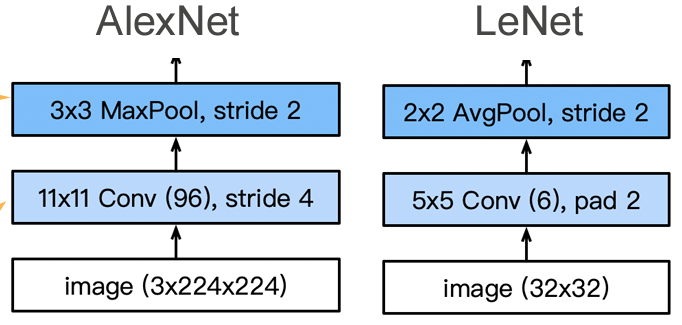 AlexNet
3x3 MaxPool, stride 2
11x11 Conv (96), stride 4
image (3x224x224)
LeNet
2x2 AvgPool, stride 2
5x5 Conv (6), pad 2
image (32x32)